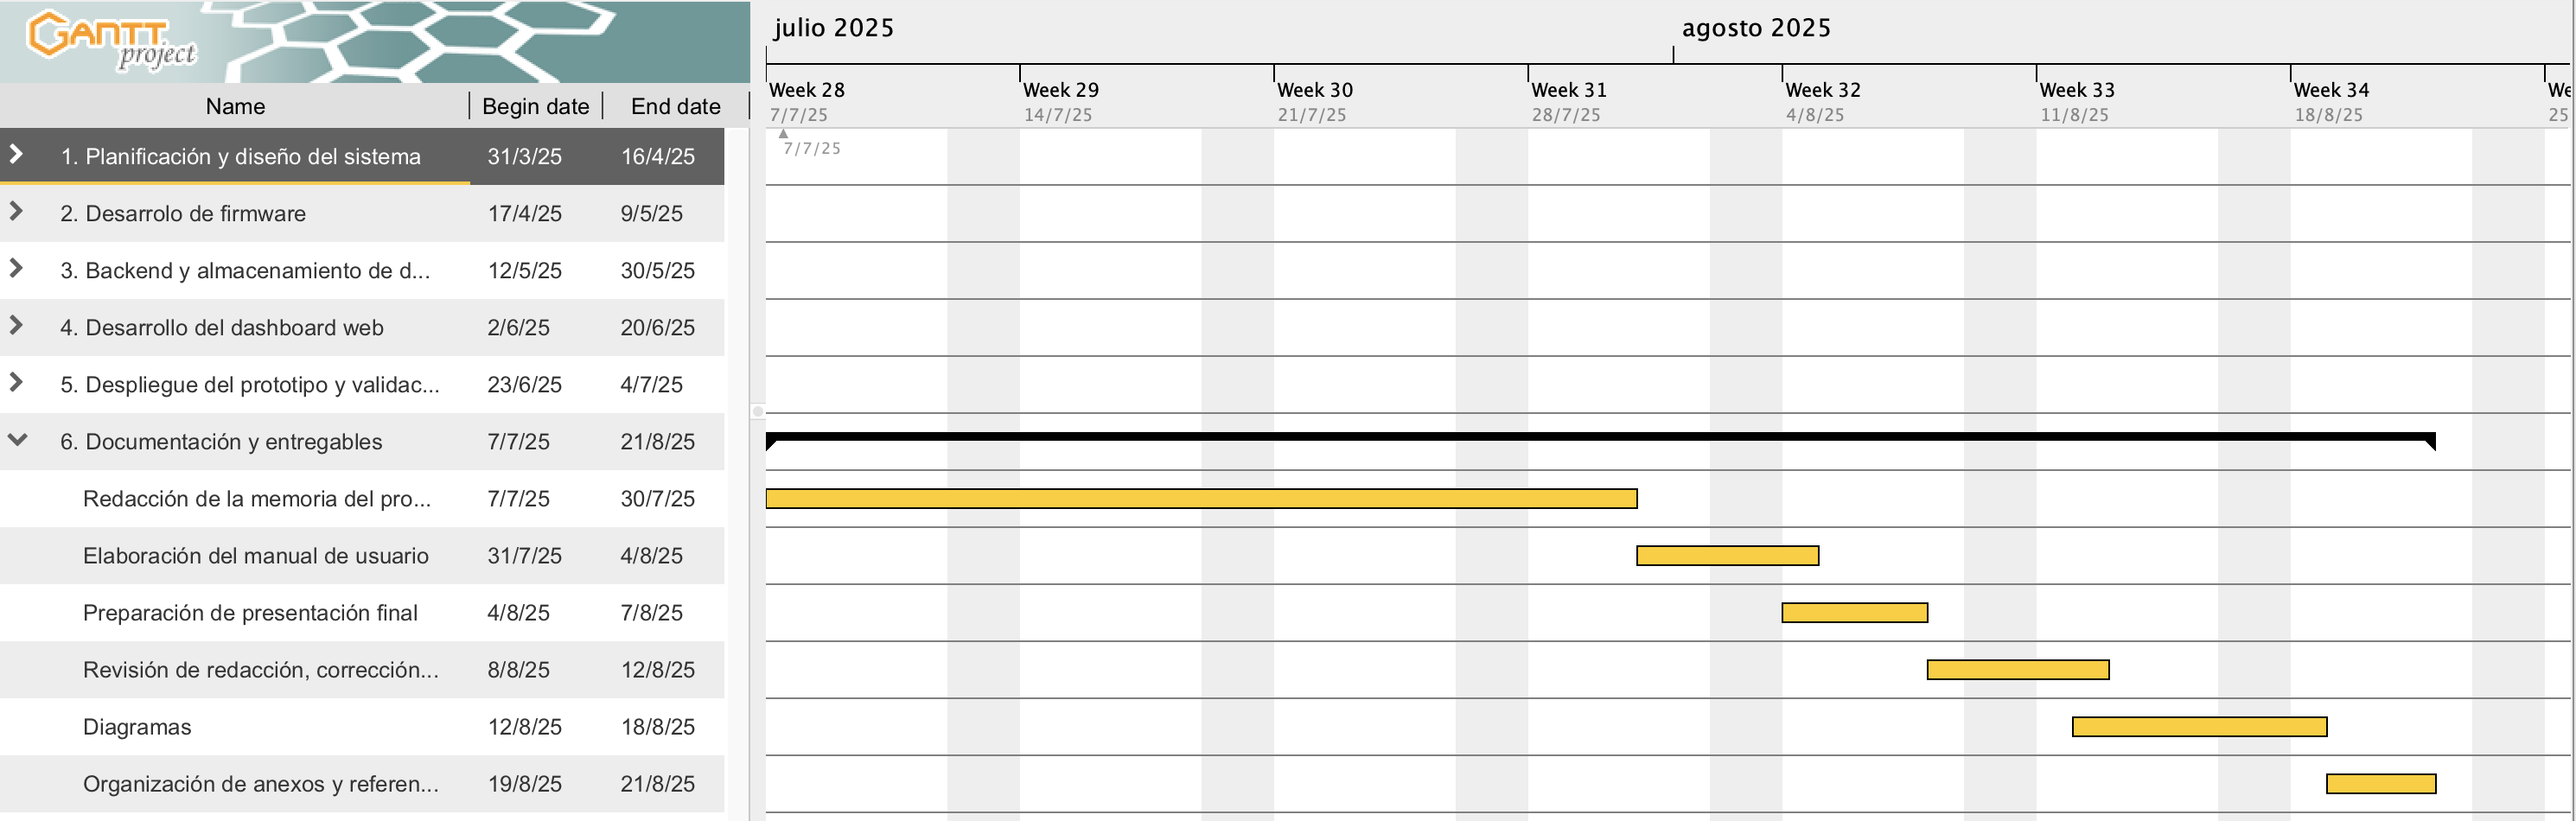 GANTT
project
julio 2025 agosto 2025
Week 28 Week 29 Week 30 Week 31 Week 32 Week 33 Week 34 We
7/7/25 14/7/25 21/7/25 28/7/25 4/8/25 11/8/25 18/8/25 25
Name Begin date End date
7/7/25
1. Planificación y diseño del sistema 31/3/25 16/4/25
2. Desarrolo de firmware 17/4/25 9/5/25
3. Backend y almacenamiento de d... 12/5/25 30/5/25
4. Desarrollo del dashboard web 2/6/25 20/6/25
5. Despliegue del prototipo y validac... 23/6/25 4/7/25
6. Documentación y entregables 7/7/25 21/8/25
Redacción de la memoria del pro... 7/7/25 30/7/25
Elaboración del manual de usuario 31/7/25 4/8/25
Preparación de presentación final 4/8/25 7/8/25
Revisión de redacción, corrección... 8/8/25 12/8/25
Diagramas 12/8/25 18/8/25
Organización de anexos y referen... 19/8/25 21/8/25